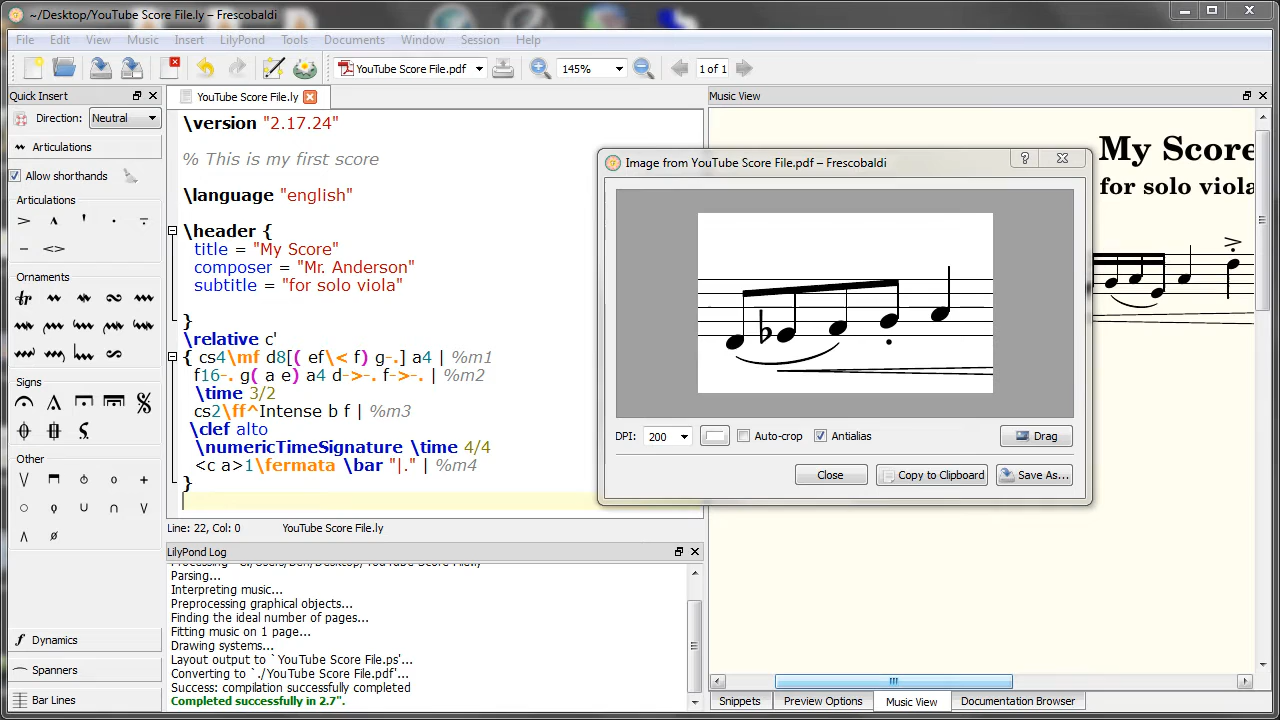 ~/Desktop/YouTube Score File.ly – Frescobaldi
File Edit View Music Insert LilyPond Tools Documents Window Session Help
YouTube Score File.pdf 145% 1 of 1
Quick Insert
Direction: Neutral
Articulations
Allow shorthands
Articulations
Ornaments
Signs
Other
Dynamics
Spanners
Bar Lines
YouTube Score File.ly
\version "2.17.24"
% This is my first score
\language "english"
\header {
title = "My Score"
composer = "Mr. Anderson"
subtitle = "for solo viola"
}
\relative c'
{ cs4\mf d8[( ef\< f) g-.] a4 | %m1
f16-. g( a e) a4 d->-. f->-. | %m2
\time 3/2
cs2\ff^Intense b f | %m3
\clef alto
\numericTimeSignature \time 4/4
<c a>1\fermata \bar "|." | %m4
}
Line: 22, Col: 0 YouTube Score File.ly
LilyPond Log
Parsing...
Interpreting music...
Preprocessing graphical objects...
Finding the ideal number of pages...
Fitting music on 1 page...
Drawing systems...
Layout output to `YouTube Score File.ps'...
Converting to `./YouTube Score File.pdf'...
Success: compilation successfully completed
Completed successfully in 2.7".
Music View
My Score
for solo viola
Image from YouTube Score File.pdf – Frescobaldi
DPI: 200 Auto-crop Antialias Drag
Close Copy to Clipboard Save As...
Snippets Preview Options Music View Documentation Browser